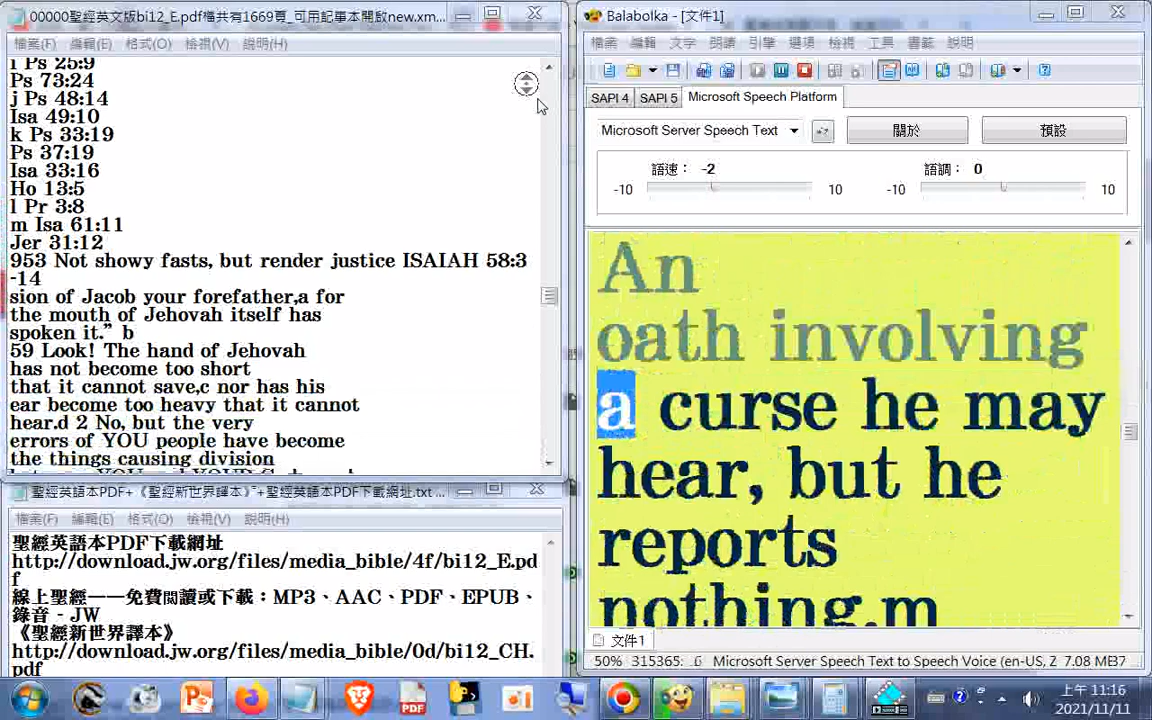 00000聖經英文版bi12_E.pdf檔共有1669頁_可用記事本開啟new.xm...
檔案(F) 編輯(E) 格式(O) 檢視(V) 說明(H)
i Ps 25:9
Ps 73:24
j Ps 48:14
Isa 49:10
k Ps 33:19
Ps 37:19
Isa 33:16
Ho 13:5
l Pr 3:8
m Isa 61:11
Jer 31:12
953 Not showy fasts, but render justice ISAIAH 58:3
-14
sion of Jacob your forefather,a for
the mouth of Jehovah itself has
spoken it.” b
59 Look! The hand of Jehovah
has not become too short
that it cannot save,c nor has his
ear become too heavy that it cannot
hear.d 2 No, but the very
errors of YOU people have become
the things causing division
聖經英語本PDF+《聖經新世界譯本》+聖經英語本PDF下載網址.txt ...
檔案(F) 編輯(E) 格式(O) 檢視(V) 說明(H)
聖經英語本PDF下載網址
http://download.jw.org/files/media_bible/4f/bi12_E.pd
f
線上聖經——免費閱讀或下載：MP3、AAC、PDF、EPUB、
錄音 - JW
《聖經新世界譯本》
http://download.jw.org/files/media_bible/0d/bi12_CH.
pdf
Balabolka - [文件1]
檔案 編輯 文字 朗讀 引擎 選項 檢視 工具 書籤 說明
SAPI 4 SAPI 5 Microsoft Speech Platform
Microsoft Server Speech Text 關於 預設
語速： -2 語調： 0
-10 10 -10 10
An
oath involving
a curse he may
hear, but he
reports
nothing.m
文件1
50% 315365: Microsoft Server Speech Text to Speech Voice (en-US, Z 7.08 MB
上午 11:16
2021/11/11